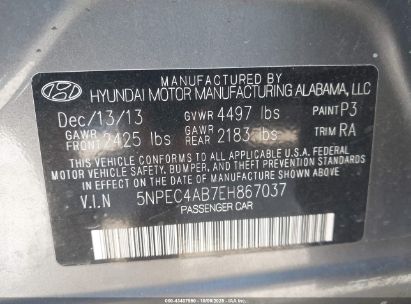 MANUFACTURED BY
HYUNDAI MOTOR MANUFACTURING ALABAMA, LLC
Dec/13/13 GVWR 4497 lbs PAINT P3
GAWR FRONT 2425 lbs GAWR REAR 2183 lbs TRIM RA
THIS VEHICLE CONFORMS TO ALL APPLICABLE U.S. FEDERAL MOTOR
VEHICLE SAFETY, BUMPER, AND THEFT PREVENTION STANDARDS
IN EFFECT ON THE DATE OF MANUFACTURE SHOWN ABOVE.
V.I.N 5NPEC4AB7EH867037
PASSENGER CAR